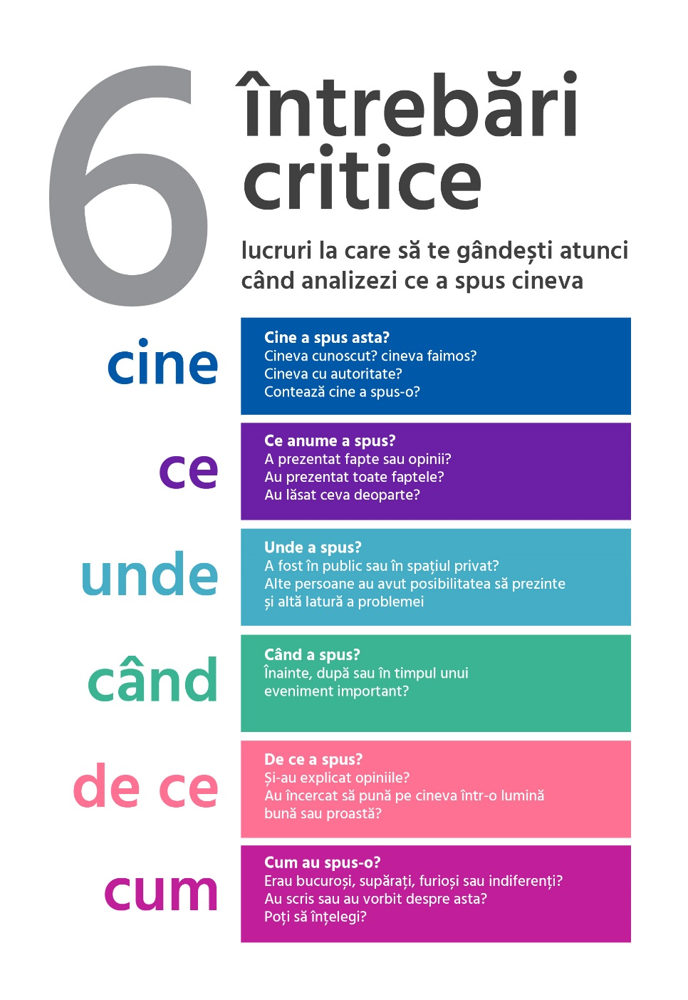 6
întrebări
critice
lucruri la care să te gândești atunci
când analizezi ce a spus cineva
cine
Cine a spus asta?
Cineva cunoscut? cineva faimos?
Cineva cu autoritate?
Contează cine a spus-o?
ce
Ce anume a spus?
A prezentat fapte sau opinii?
Au prezentat toate faptele?
Au lăsat ceva deoparte?
unde
Unde a spus?
A fost în public sau în spațiul privat?
Alte persoane au avut posibilitatea să prezinte
și altă latură a problemei
când
Când a spus?
Înainte, după sau în timpul unui
eveniment important?
de ce
De ce a spus?
Și-au explicat opiniile?
Au încercat să pună pe cineva într-o lumină
bună sau proastă?
cum
Cum au spus-o?
Erau bucuroși, supărați, furioși sau indiferenți?
Au scris sau au vorbit despre asta?
Poți să înțelegi?